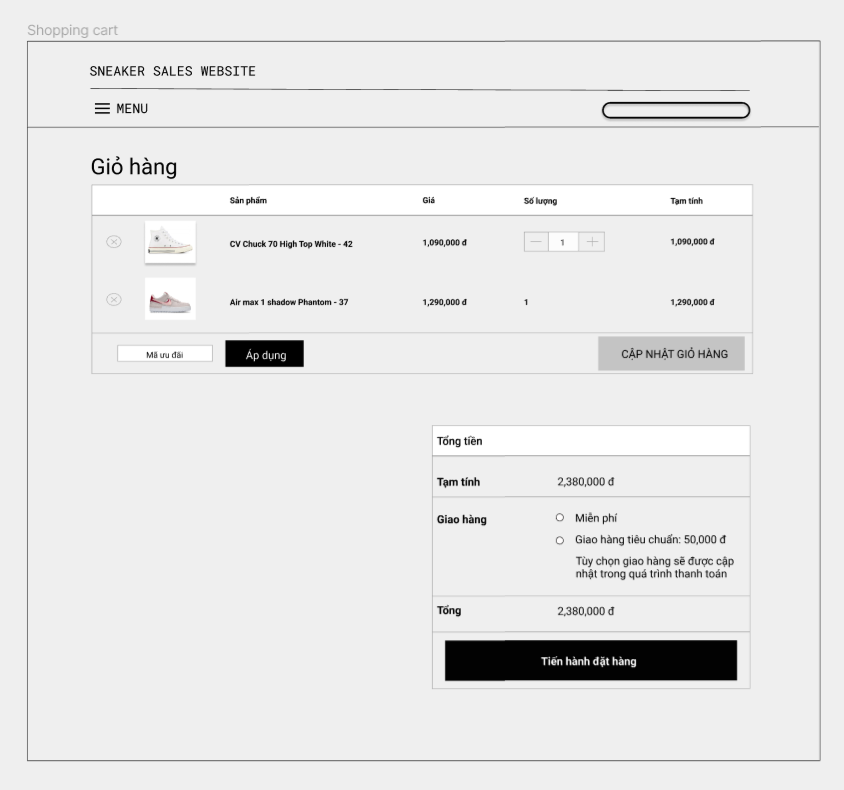 Shopping cart
SNEAKER SALES WEBSITE
MENU
Giỏ hàng
Sản phẩm Giá Số lượng Tạm tính
CV Chuck 70 High Top White - 42 1,090,000 đ 1 1,090,000 đ
Air max 1 shadow Phantom - 37 1,290,000 đ 1 1,290,000 đ
Mã ưu đãi Áp dụng CẬP NHẬT GIỎ HÀNG
Tổng tiền
Tạm tính 2,380,000 đ
Giao hàng Miễn phí
Giao hàng tiêu chuẩn: 50,000 đ
Tùy chọn giao hàng sẽ được cập
nhật trong quá trình thanh toán
Tổng 2,380,000 đ
Tiến hành đặt hàng